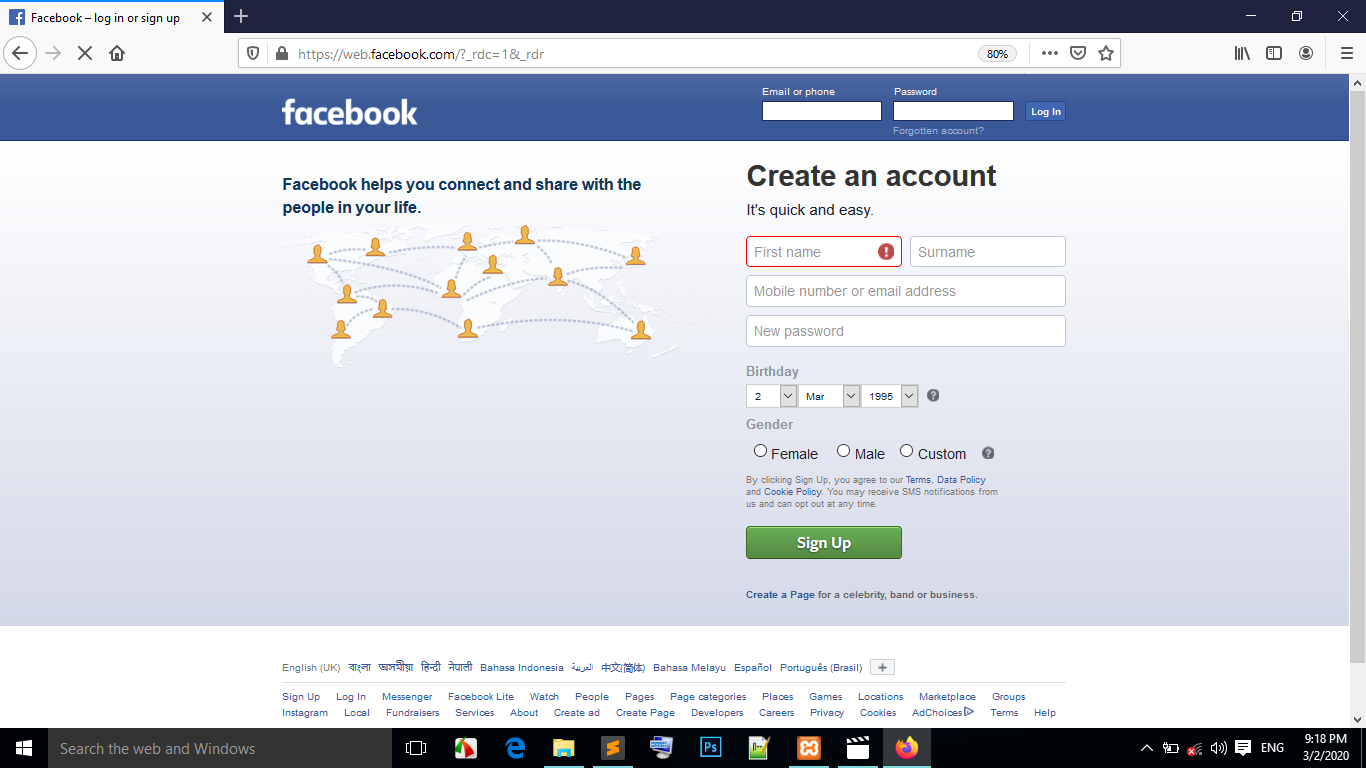 Facebook – log in or sign up
https://web.facebook.com/?_rdc=1&_rdr
80%
facebook
Email or phone
Password
Log In
Forgotten account?
Facebook helps you connect and share with the
people in your life.
Create an account
It's quick and easy.
First name
Surname
Mobile number or email address
New password
Birthday
2 Mar 1995
Gender
Female Male Custom
By clicking Sign Up, you agree to our Terms, Data Policy
and Cookie Policy. You may receive SMS notifications from
us and can opt out at any time.
Sign Up
Create a Page for a celebrity, band or business.
English (UK) বাংলা অসমীয়া हिन्दी नेपाली Bahasa Indonesia العربية 中文(简体) Bahasa Melayu Español Português (Brasil)
Sign Up Log In Messenger Facebook Lite Watch People Pages Page categories Places Games Locations Marketplace Groups
Instagram Local Fundraisers Services About Create ad Create Page Developers Careers Privacy Cookies AdChoices Terms Help
Search the web and Windows
Ps
ENG
9:18 PM
3/2/2020